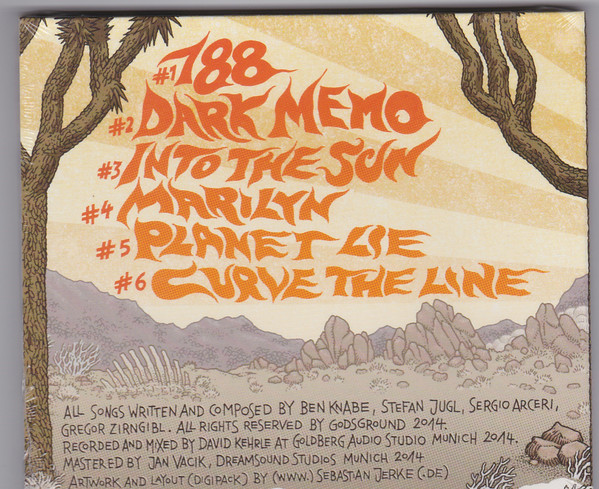 #1 788
#2 DARK MEMO
#3 INTO THE SUN
#4 MARILYN
#5 PLANET LIE
#6 CURVE THE LINE
ALL SONGS WRITTEN AND COMPOSED BY BEN KNABE, STEFAN JUGL, SERGIO ARCERI,
GREGOR ZIRNGIBL. ALL RIGHTS RESERVED BY GODSGROUND 2014.
RECORDED AND MIXED BY DAVID KEHRLE AT GOLDBERG AUDIO STUDIO MUNICH 2014.
MASTERED BY JAN VACIK, DREAMSOUND STUDIOS MUNICH 2014
ARTWORK AND LAYOUT (DIGIPACK) BY (WWW.) SEBASTIAN JERKE (.DE)